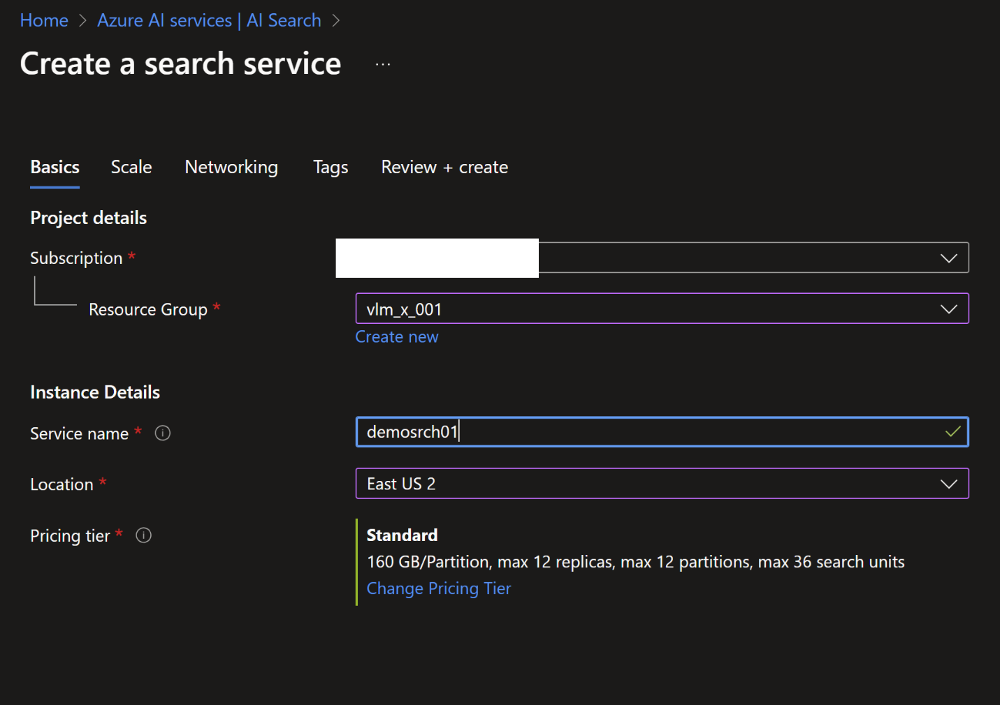 Home > Azure AI services | AI Search >
Create a search service ...
Basics Scale Networking Tags Review + create
Project details
Subscription *
Resource Group * vlm_x_001
Create new
Instance Details
Service name * demosrch01
Location * East US 2
Pricing tier * Standard
160 GB/Partition, max 12 replicas, max 12 partitions, max 36 search units
Change Pricing Tier